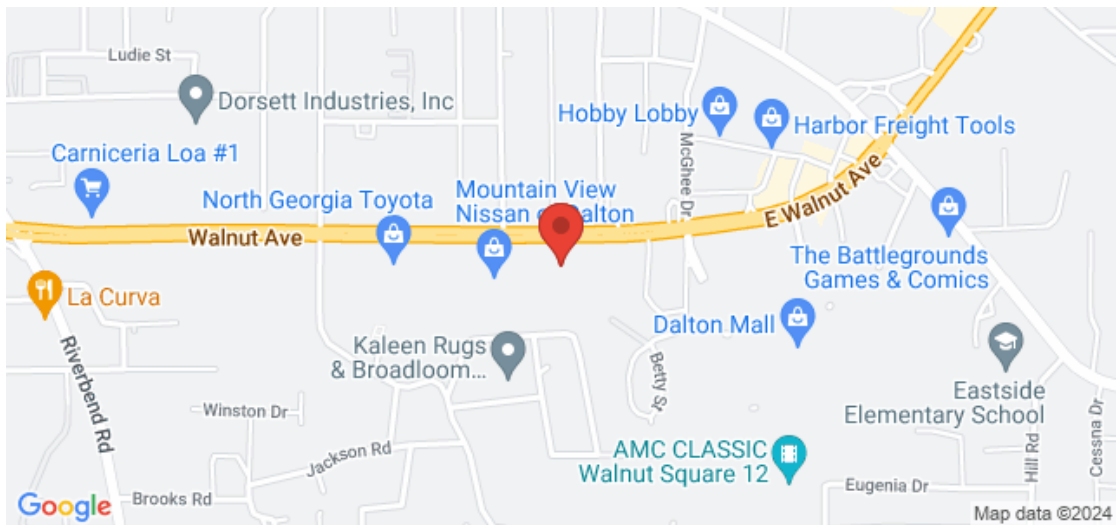 Ludie St
Dorsett Industries, Inc
Hobby Lobby
McGhee Dr
Harbor Freight Tools
Carniceria Loa #1
North Georgia Toyota
Mountain View
Nissan of Dalton
E Walnut Ave
Walnut Ave
The Battlegrounds
Games & Comics
La Curva
Riverbend Rd
Kaleen Rugs
& Broadloom...
Dalton Mall
Betty St
Eastside
Elementary School
Winston Dr
Jackson Rd
AMC CLASSIC
Walnut Square 12
Hill Rd
Cessna Dr
Brooks Rd
Eugenia Dr
Google
Map data ©2024